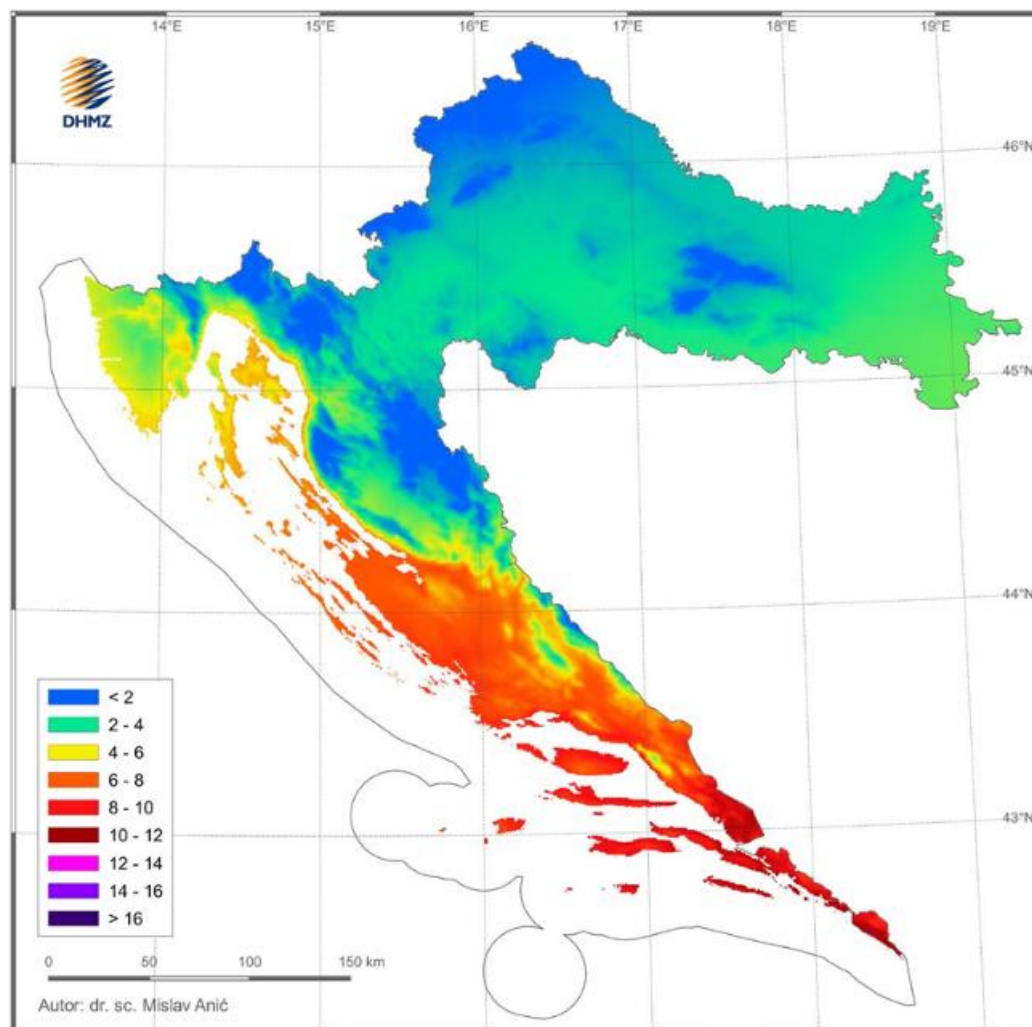 14°E 15°E 16°E 17°E 18°E 19°E
DHMZ
46°N
45°N
44°N
43°N
< 2
2 - 4
4 - 6
6 - 8
8 - 10
10 - 12
12 - 14
14 - 16
> 16
0 50 100 150 km
Autor: dr. sc. Mislav Anić